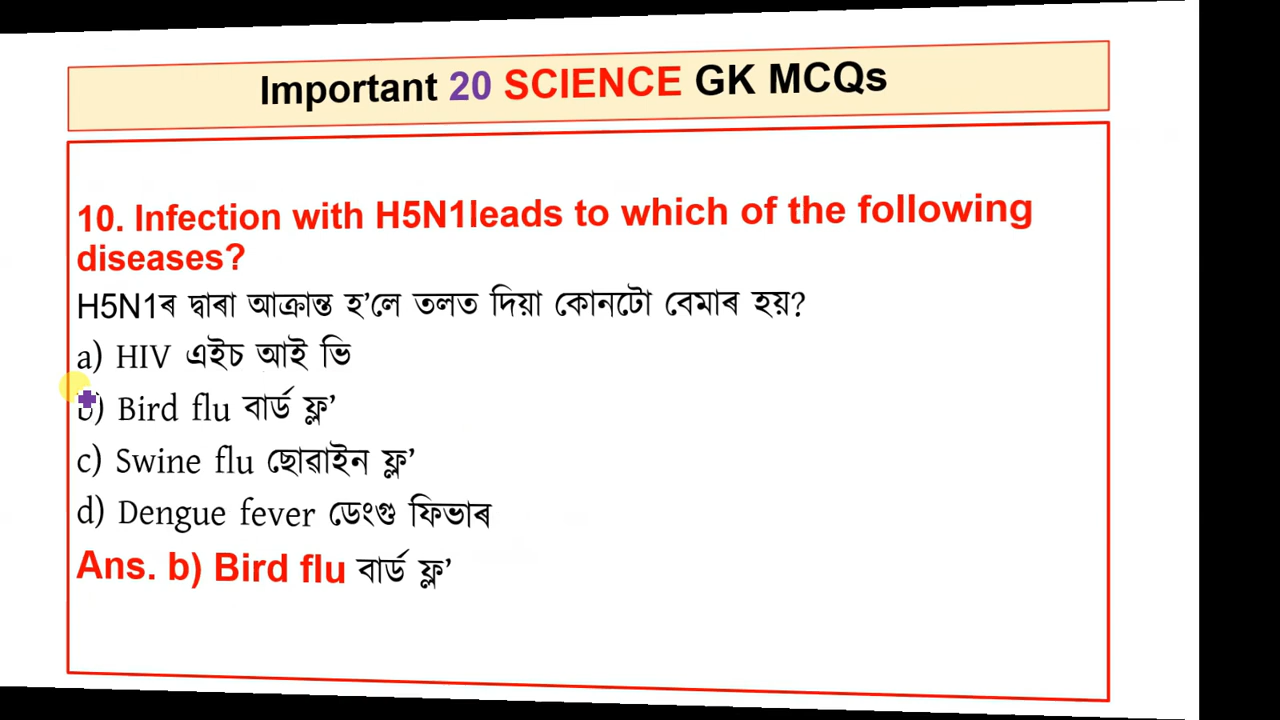 Important 20 SCIENCE GK MCQs
10. Infection with H5N1leads to which of the following
diseases?
H5N1ৰ দ্বাৰা আক্ৰান্ত হ’লে তলত দিয়া কোনটো বেমাৰ হয়?
a) HIV এইচ আই ভি
b) Bird flu বাৰ্ড ফ্লু’
c) Swine flu ছোৱাইন ফ্লু’
d) Dengue fever ডেংগু ফিভাৰ
Ans. b) Bird flu বাৰ্ড ফ্লু’